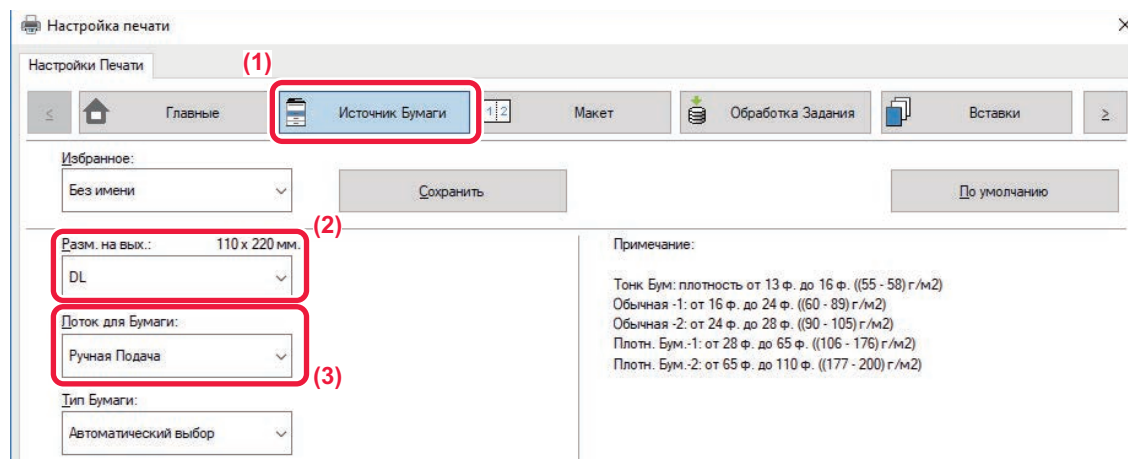 Настройка печати
Настройки Печати
(1)
Главные
Источник Бумаги
1 2
Макет
Обработка Задания
Вставки
Избранное:
Без имени
Сохранить
По умолчанию
(2)
Разм. на вых.: 110 x 220 мм.
DL
Поток для Бумаги:
Ручная Подача
(3)
Тип Бумаги:
Автоматический выбор
Примечание:
Тонк Бум: плотность от 13 ф. до 16 ф. ((55 - 58) г/м2)
Обычная -1: от 16 ф. до 24 ф. ((60 - 89) г/м2)
Обычная -2: от 24 ф. до 28 ф. ((90 - 105) г/м2)
Плотн. Бум.-1: от 28 ф. до 65 ф. ((106 - 176) г/м2)
Плотн. Бум.-2: от 65 ф. до 110 ф. ((177 - 200) г/м2)